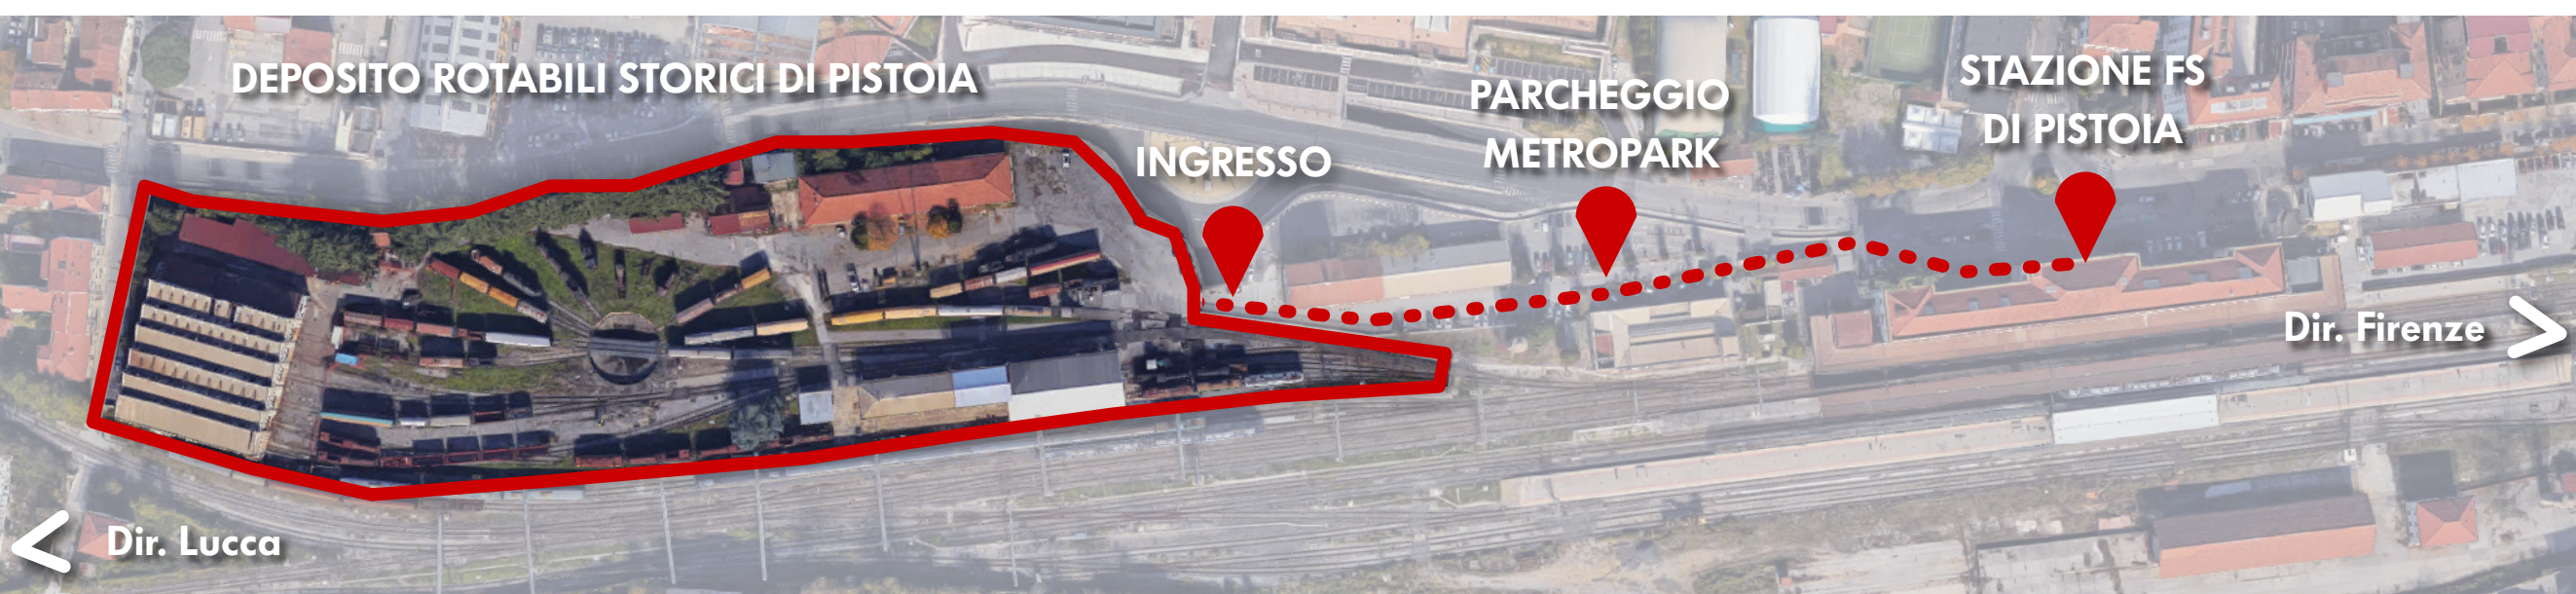 DEPOSITO ROTABILI STORICI DI PISTOIA
INGRESSO
PARCHEGGIO
METROPARK
STAZIONE FS
DI PISTOIA
Dir. Firenze
Dir. Lucca